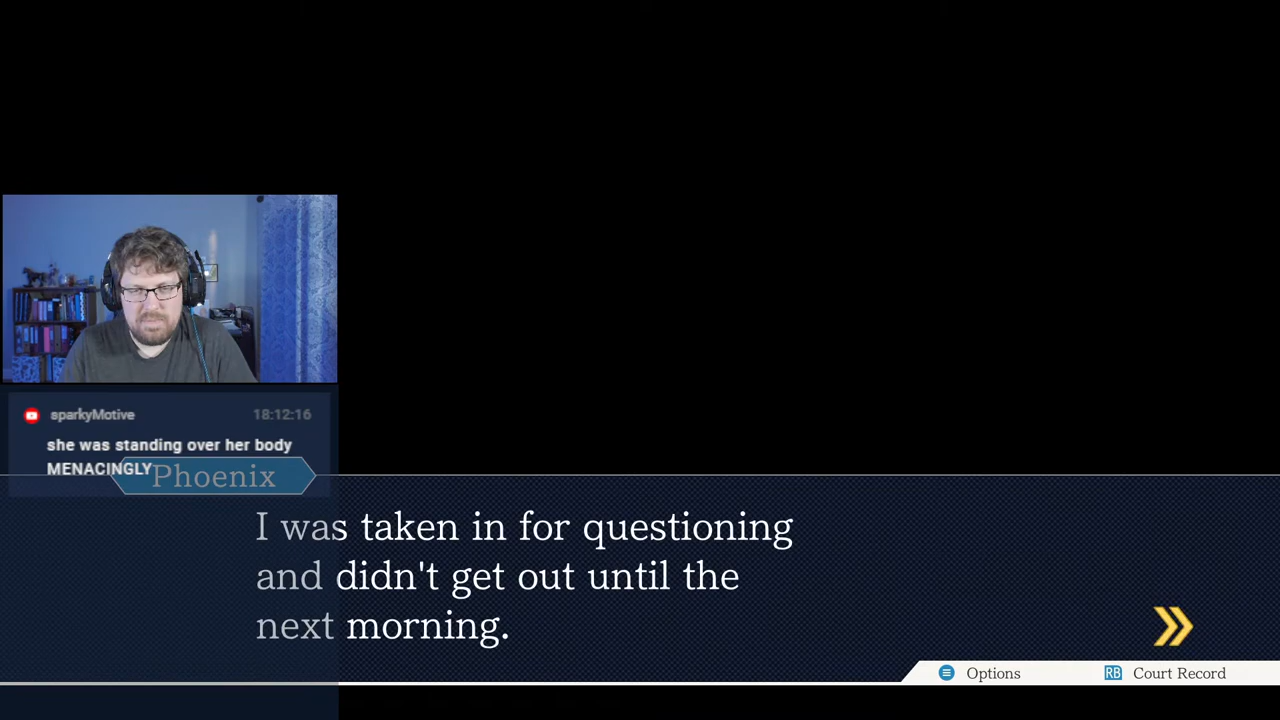 sparkyMotive 18:12:16
she was standing over her body
MENACINGLY
Phoenix
I was taken in for questioning
and didn't get out until the
next morning.
Options RB Court Record